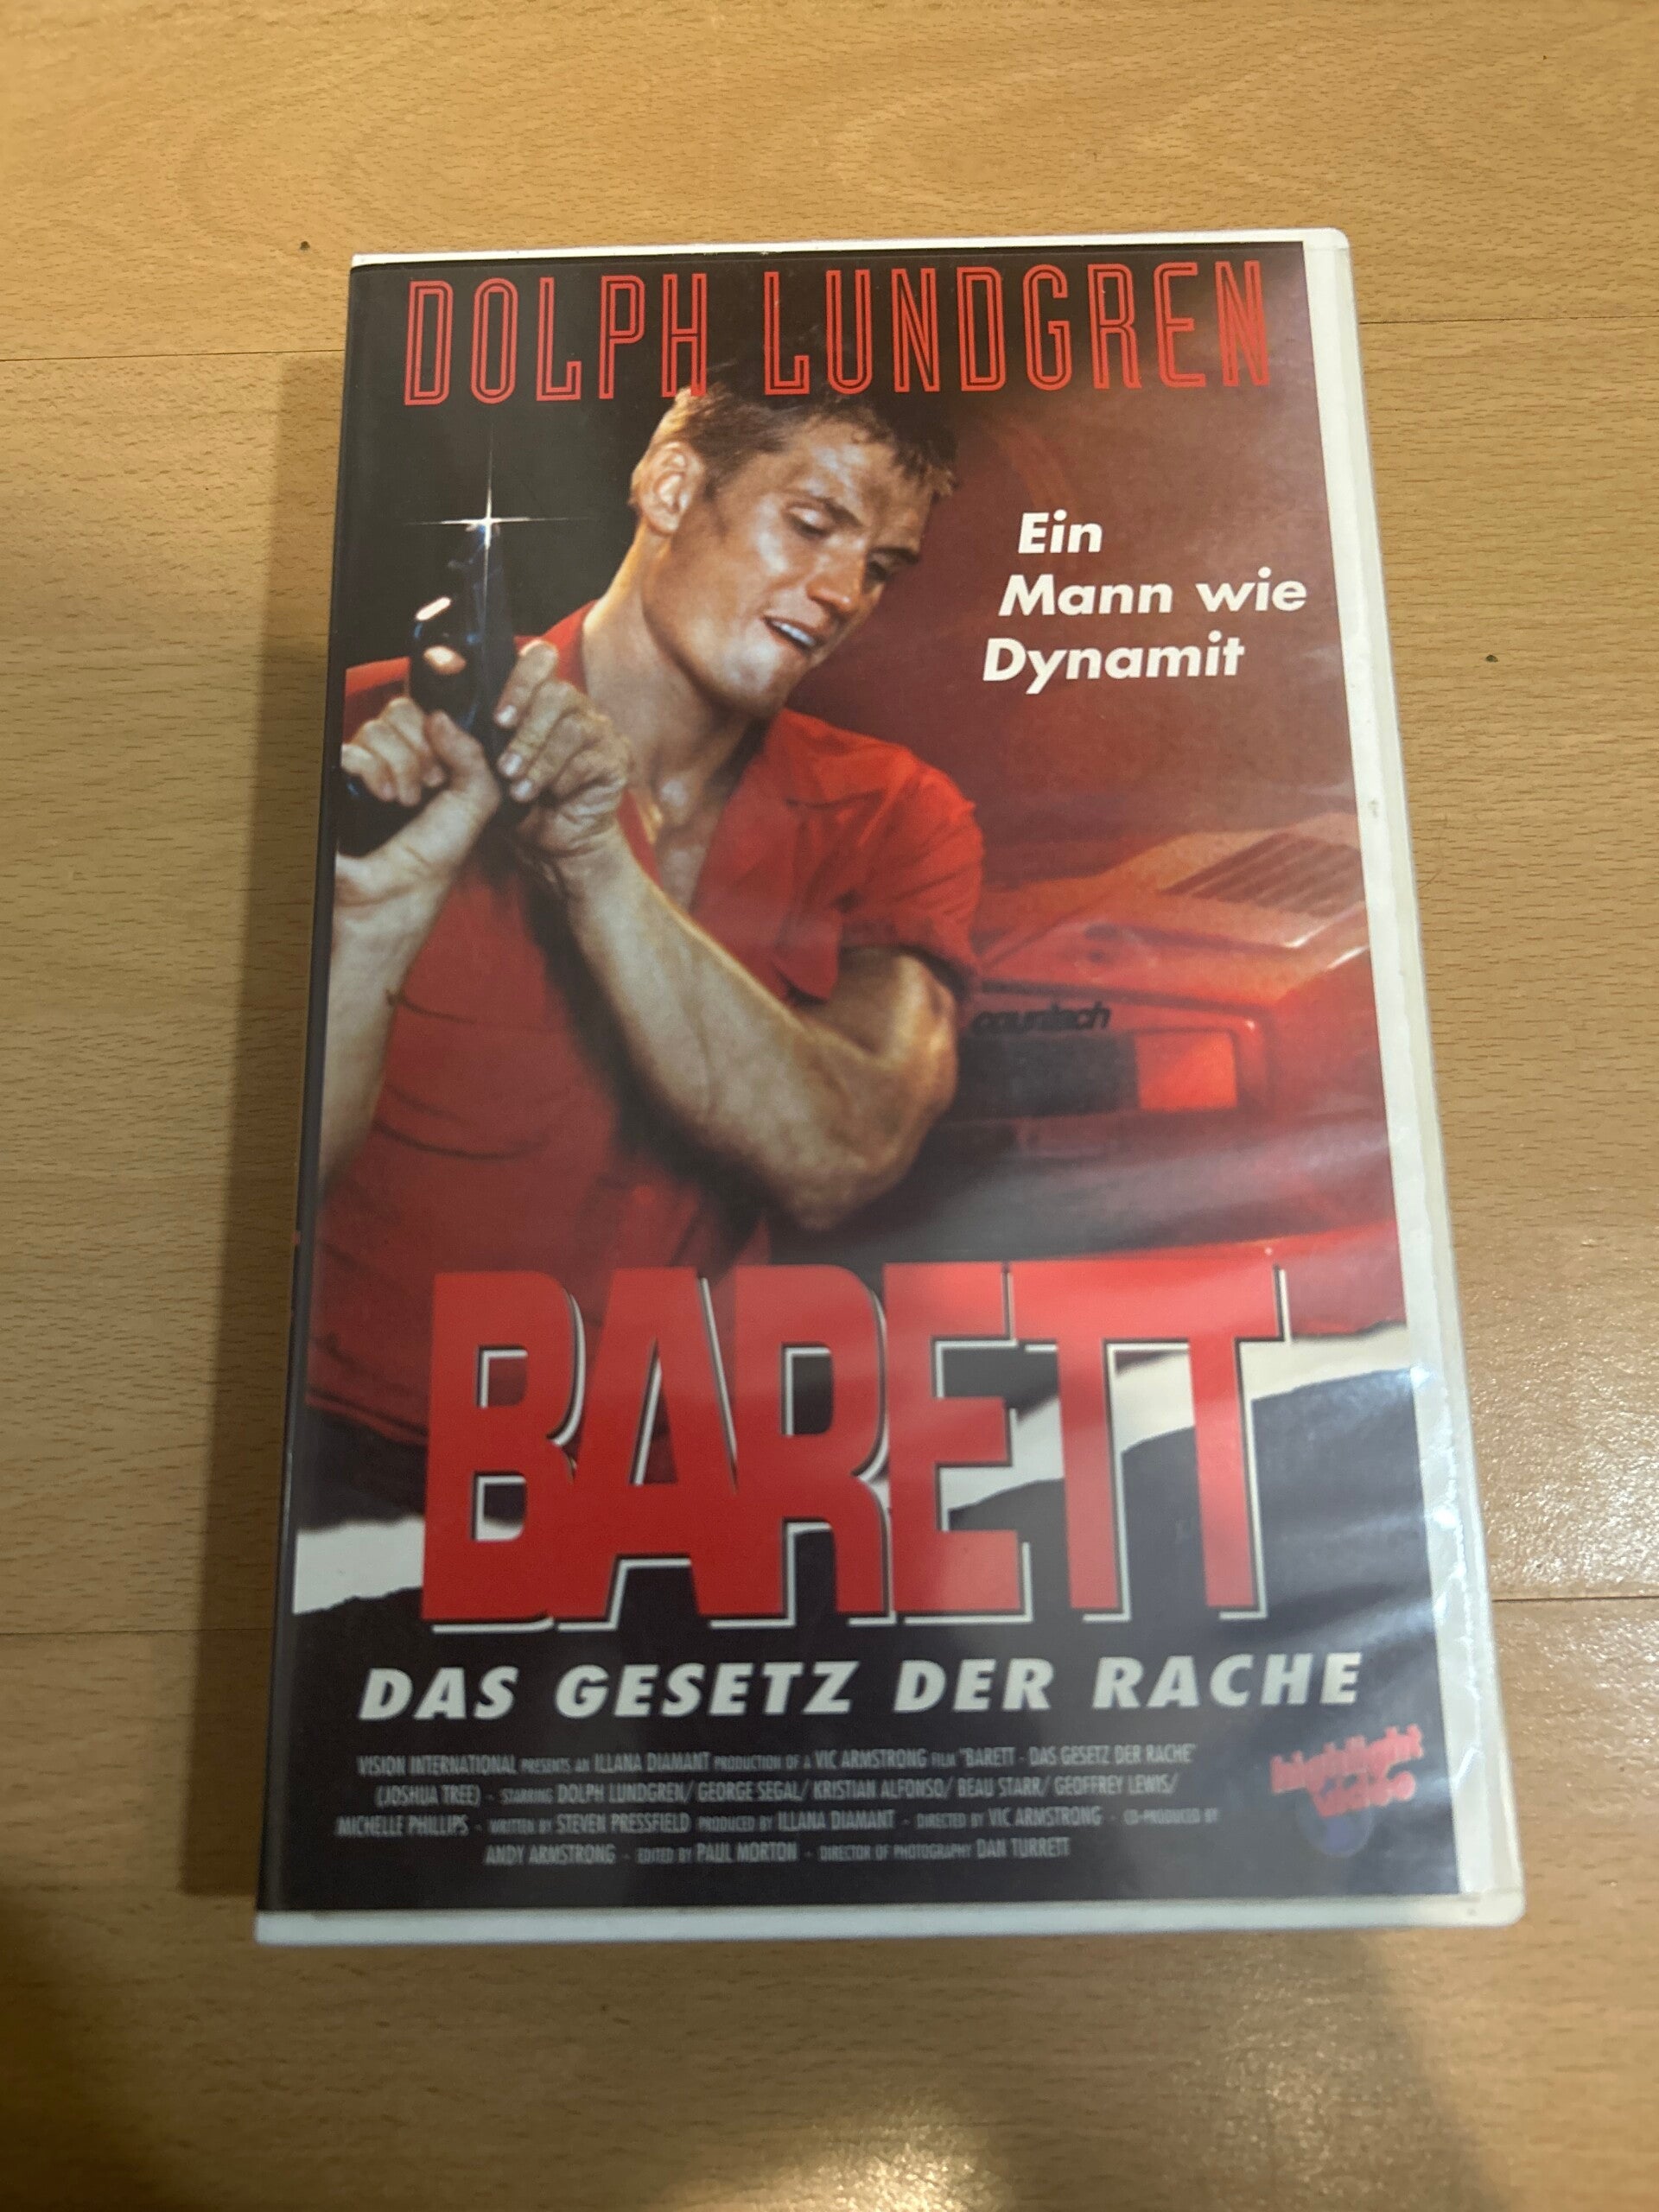 DOLPH LUNDGREN
Ein
Mann wie
Dynamit
countach
BARETT
DAS GESETZ DER RACHE
VISION INTERNATIONAL PRESENTS AN ILLANA DIAMANT PRODUCTION OF A VIC ARMSTRONG FILM "BARETT - DAS GESETZ DER RACHE"
(JOSHUA TREE) - STARRING DOLPH LUNDGREN/ GEORGE SEGAL/ KRISTIAN ALFONSO/ BEAU STARR/ GEOFFREY LEWIS/
MICHELLE PHILLIPS - WRITTEN BY STEVEN PRESSFIELD PRODUCED BY ILLANA DIAMANT - DIRECTED BY VIC ARMSTRONG - CO-PRODUCED BY
ANDY ARMSTRONG - EDITED BY PAUL MORTON - DIRECTOR OF PHOTOGRAPHY DAN TURRETT
highlight
video